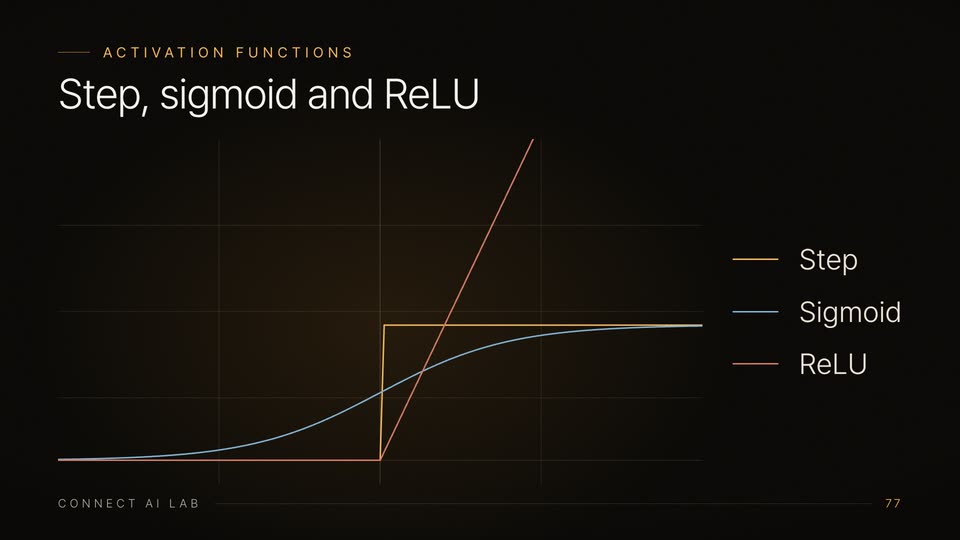 ACTIVATION FUNCTIONS
Step, sigmoid and ReLU
Step
Sigmoid
ReLU
CONNECT AI LAB
77